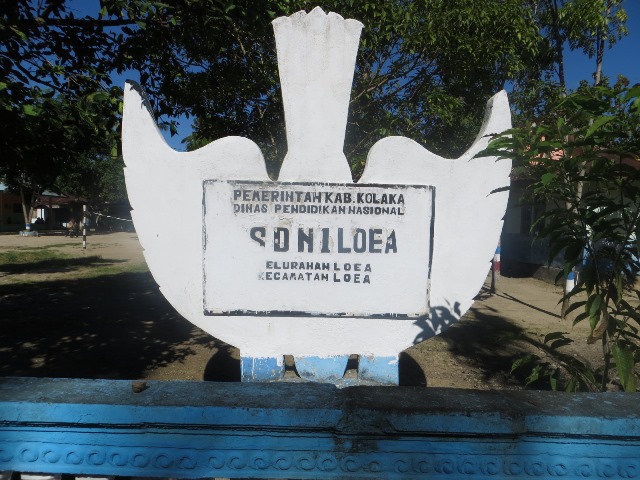 PEMERINTAH KAB. KOLAKA
DINAS PENDIDIKAN NASIONAL
SDN 1 LOEA
ELURAHAN LOEA
KECAMATAN LOEA